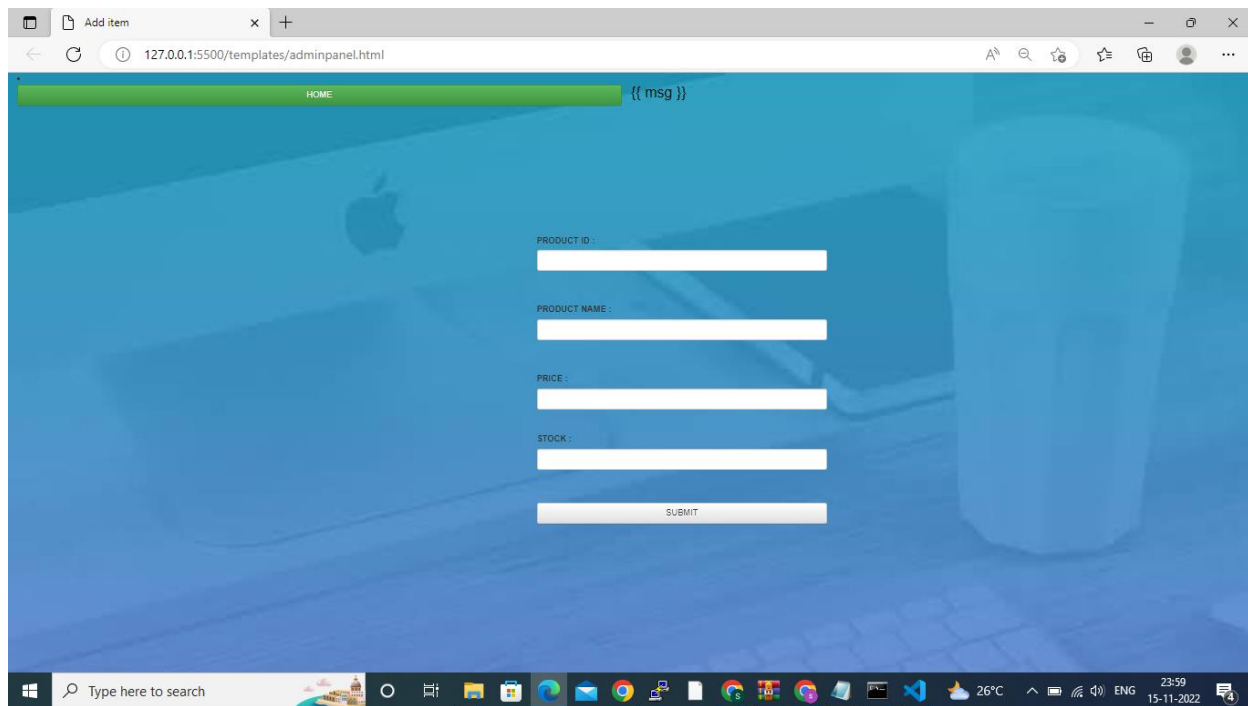 Add item
127.0.0.1:5500/templates/adminpanel.html
HOME
{{ msg }}
PRODUCT ID :
PRODUCT NAME :
PRICE :
STOCK :
SUBMIT
Type here to search
26°C
ENG
23:59
15-11-2022
4